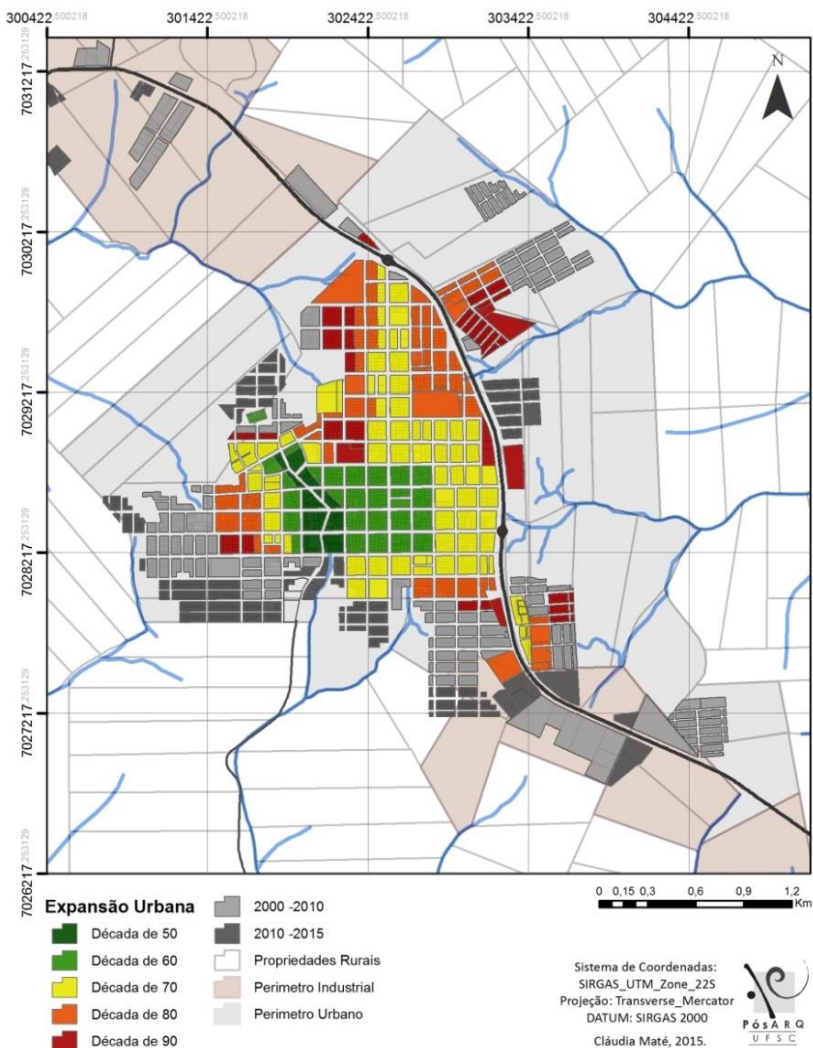 300422,500218 301422,500218 302422,500218 303422,500218 304422,500218
7031217,253129
7030217,253129
7029217,253129
7028217,253129
7027217,253129
7026217,253129
N
0 0,15 0,3 0,6 0,9 1,2
Km
Expansão Urbana
Década de 50
Década de 60
Década de 70
Década de 80
Década de 90
2000 -2010
2010 -2015
Propriedades Rurais
Perimetro Industrial
Perimetro Urbano
Sistema de Coordenadas:
SIRGAS_UTM_Zone_22S
Projeção: Transverse_Mercator
DATUM: SIRGAS 2000
Cláudia Maté, 2015.
PósARQ
UFSC